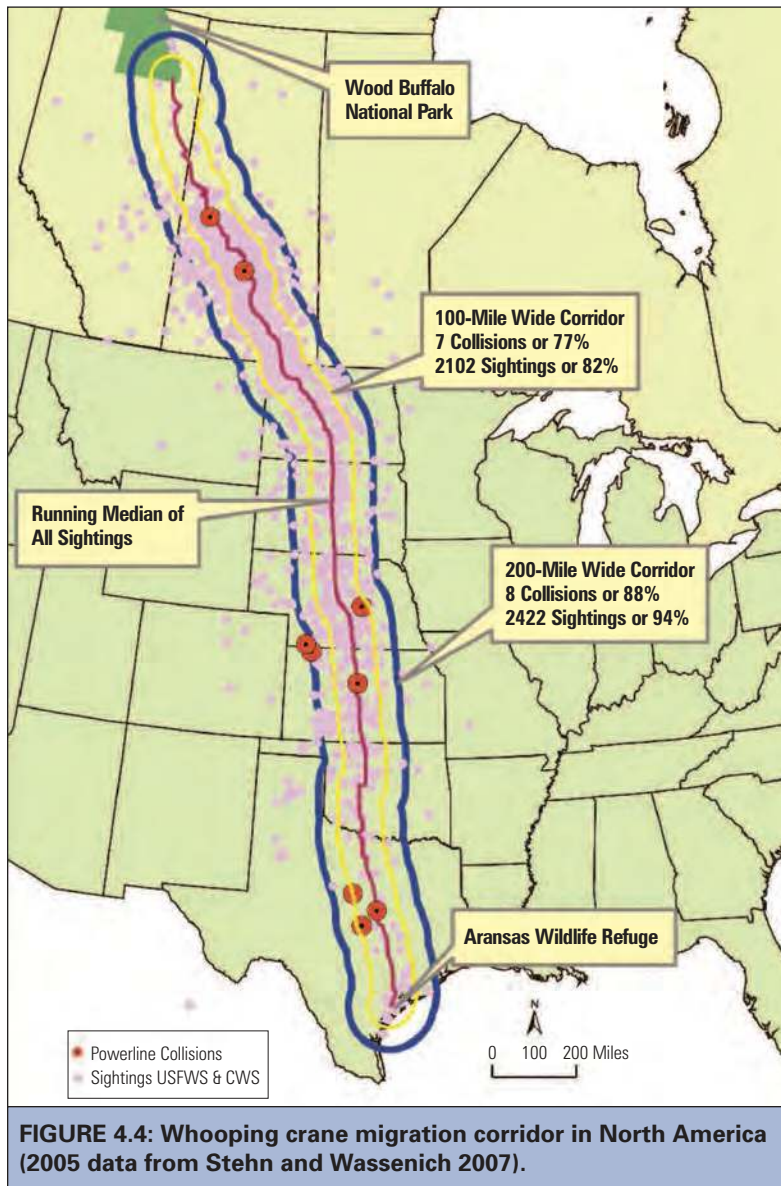 Wood Buffalo
National Park
100-Mile Wide Corridor
7 Collisions or 77%
2102 Sightings or 82%
Running Median of
All Sightings
200-Mile Wide Corridor
8 Collisions or 88%
2422 Sightings or 94%
Aransas Wildlife Refuge
N
0 100 200 Miles
Powerline Collisions
Sightings USFWS & CWS
FIGURE 4.4: Whooping crane migration corridor in North America
(2005 data from Stehn and Wassenich 2007).